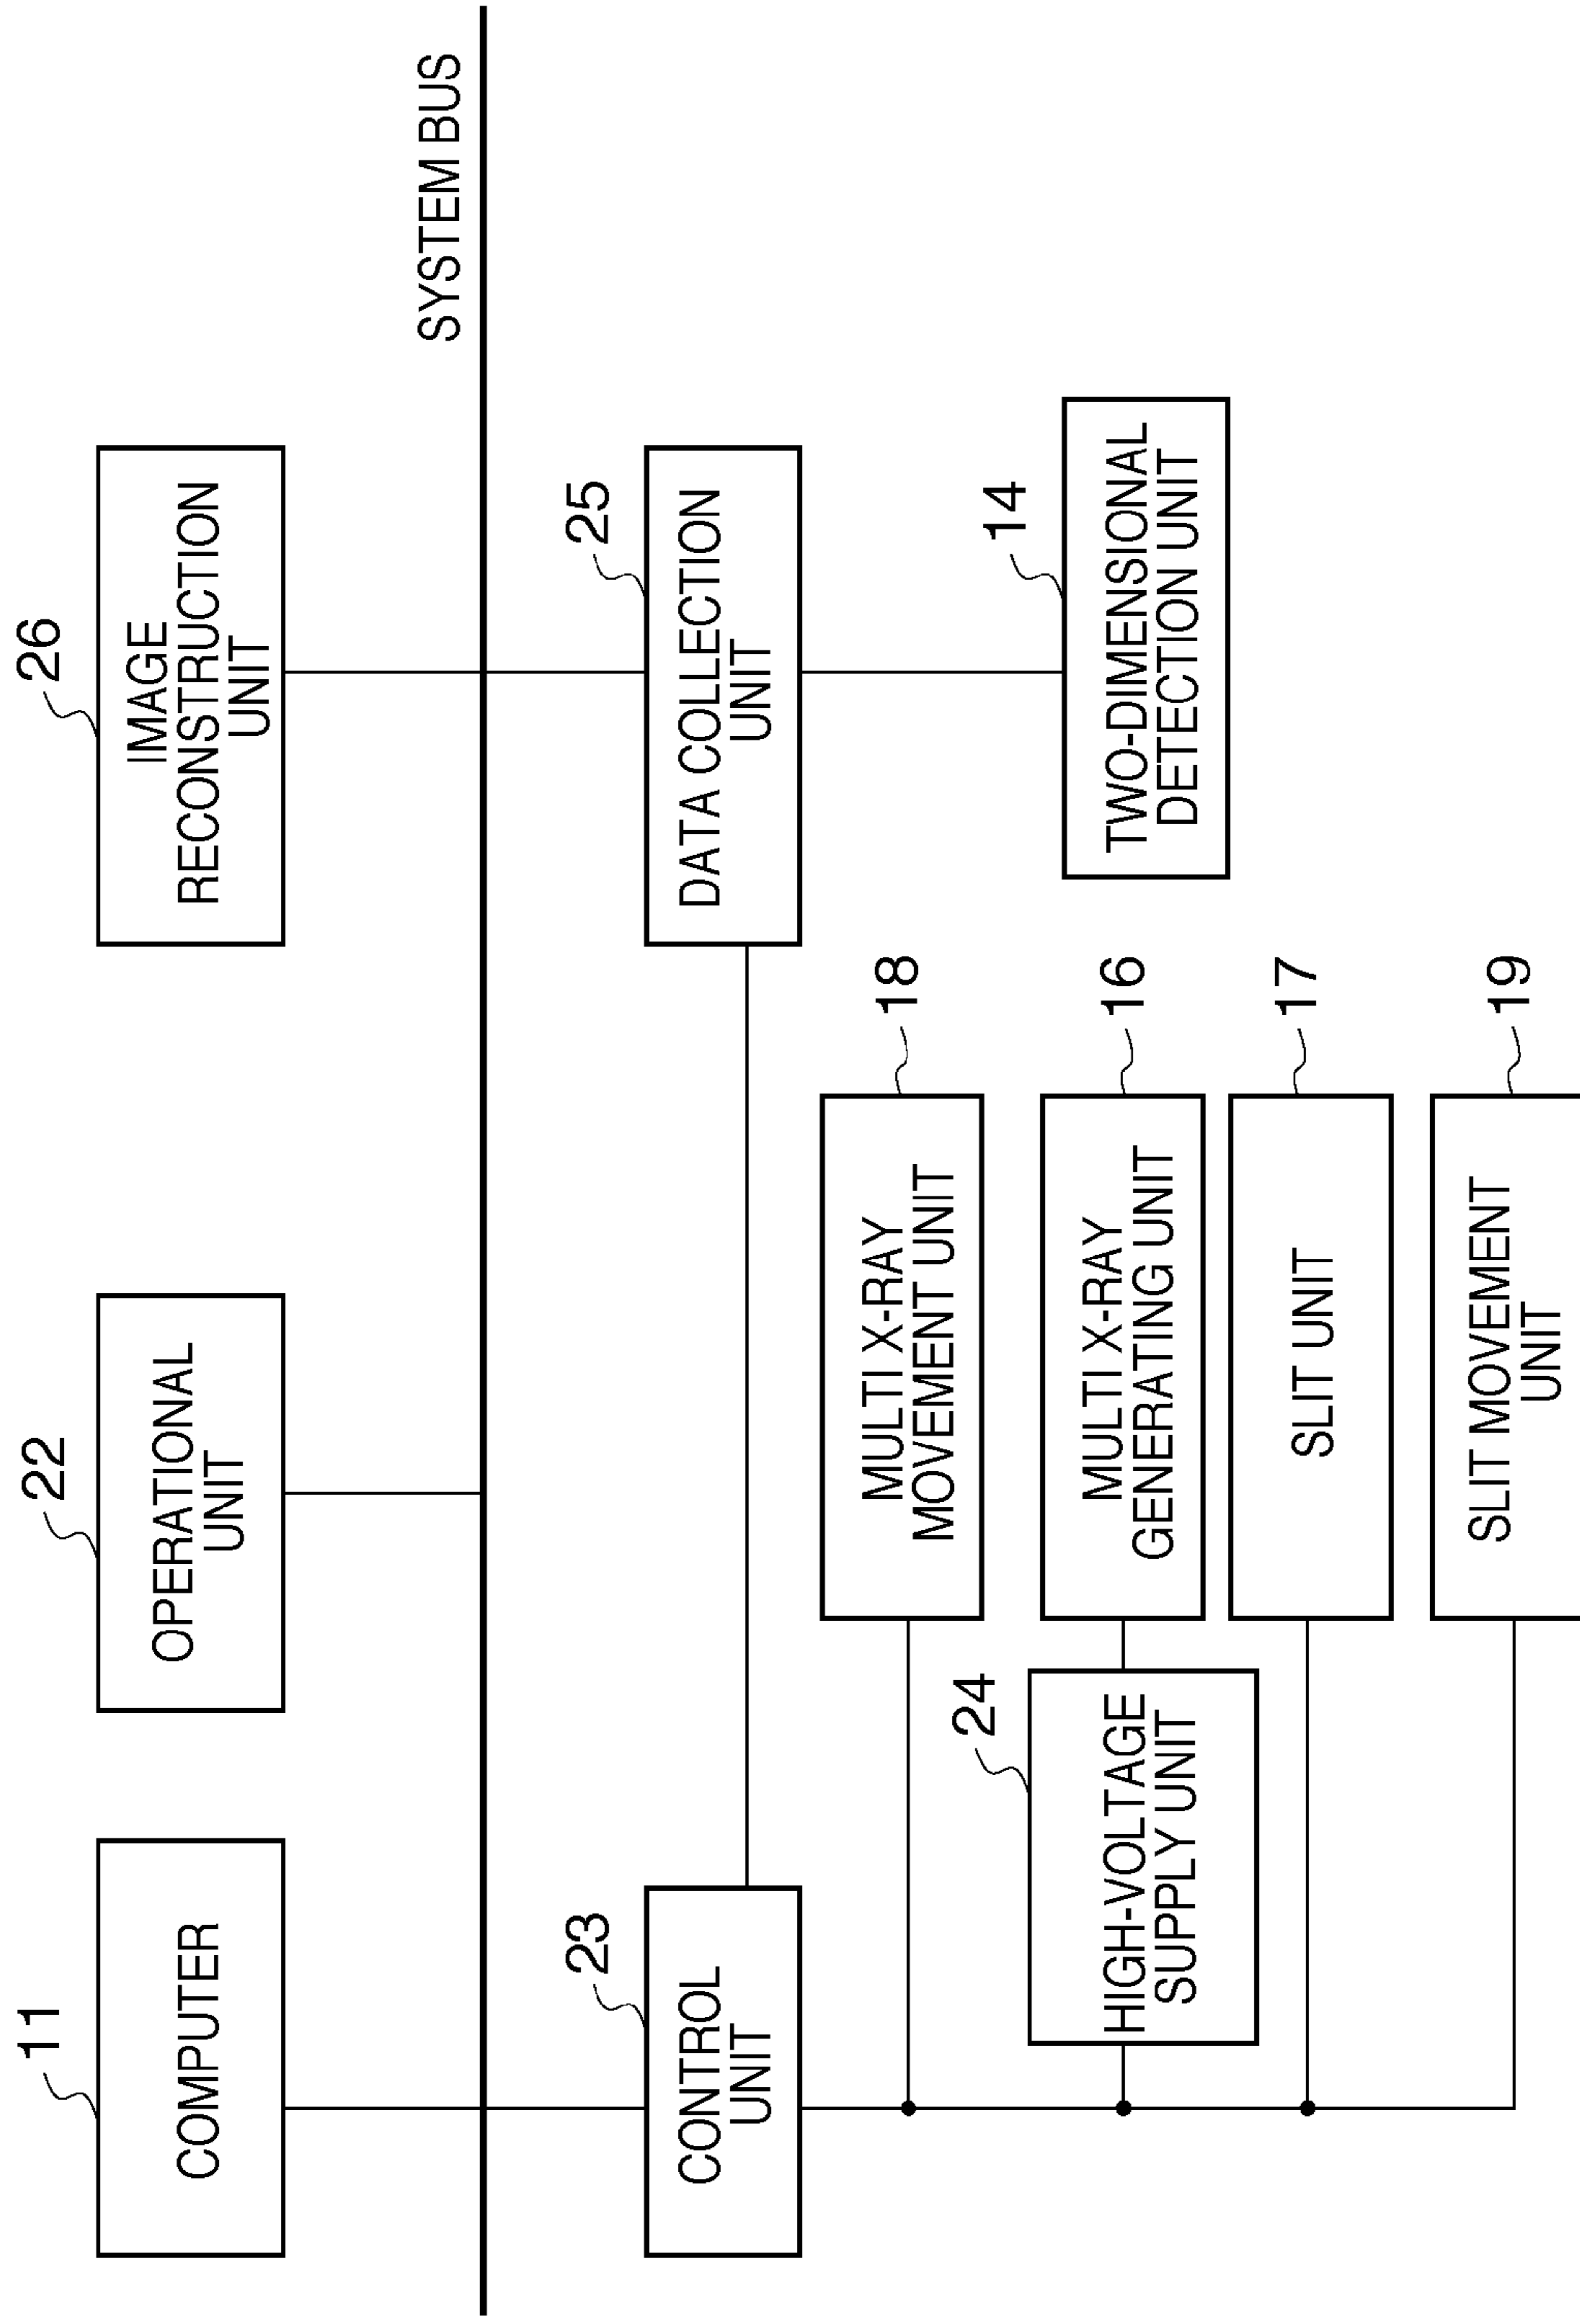 11
COMPUTER
22
OPERATIONAL
UNIT
26
IMAGE
RECONSTRUCTION
UNIT
SYSTEM BUS
23
CONTROL
UNIT
25
DATA COLLECTION
UNIT
18
MULTI X-RAY
MOVEMENT UNIT
14
TWO-DIMENSIONAL
DETECTION UNIT
24
HIGH-VOLTAGE
SUPPLY UNIT
16
MULTI X-RAY
GENERATING UNIT
17
SLIT UNIT
19
SLIT MOVEMENT
UNIT